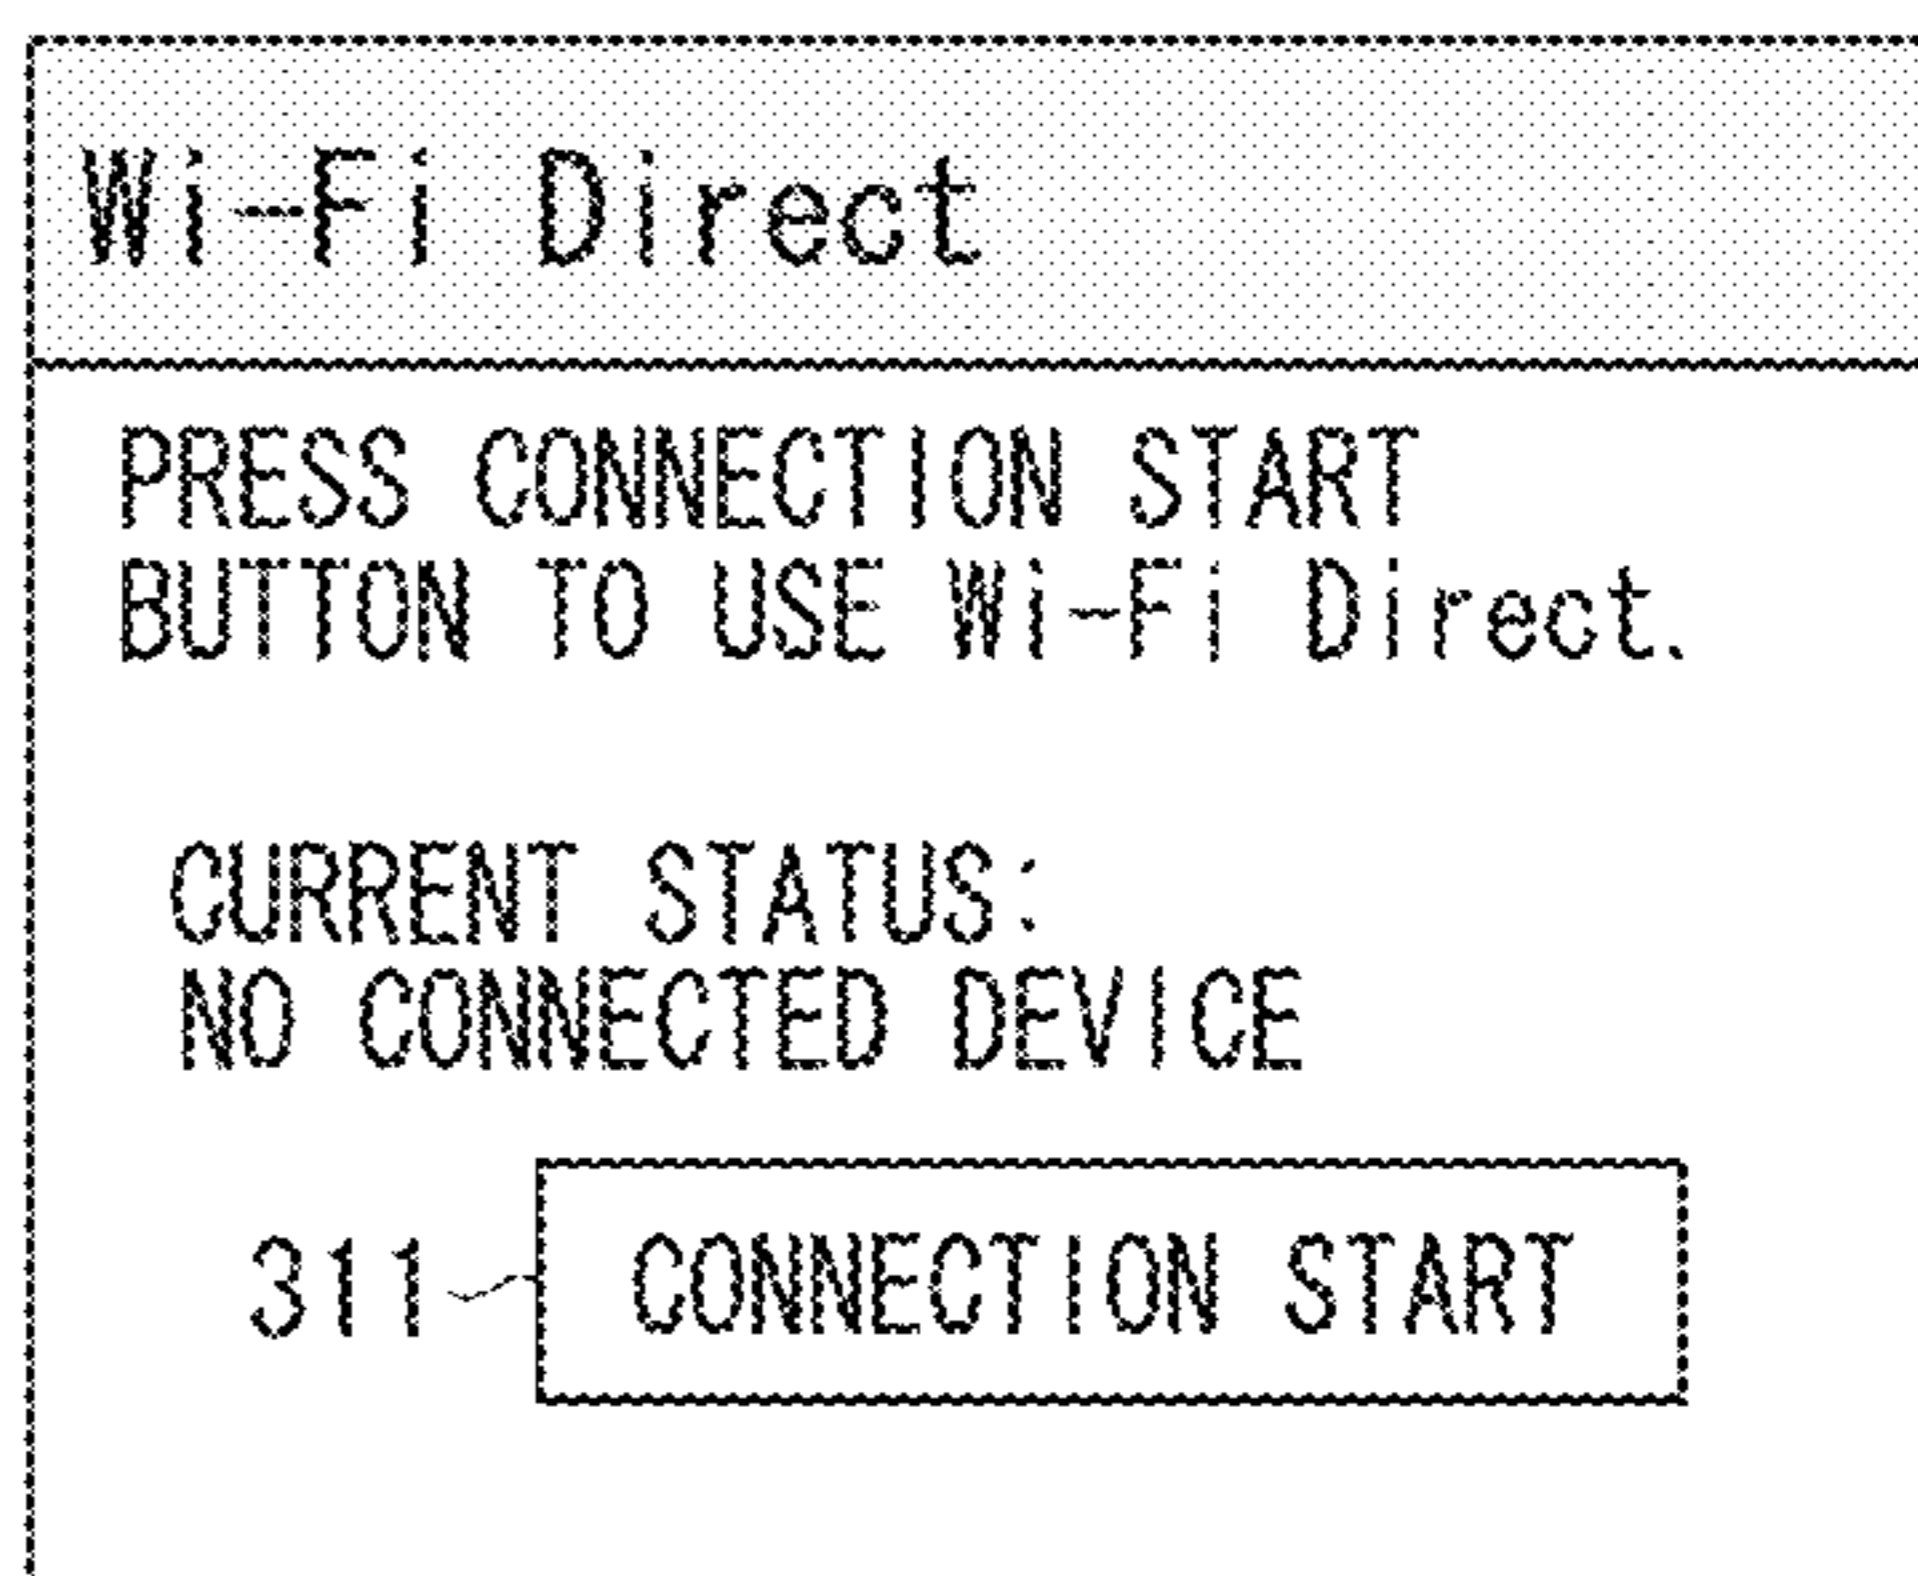 Wi-Fi Direct
PRESS CONNECTION START
BUTTON TO USE Wi-Fi Direct.
CURRENT STATUS:
NO CONNECTED DEVICE
311 CONNECTION START